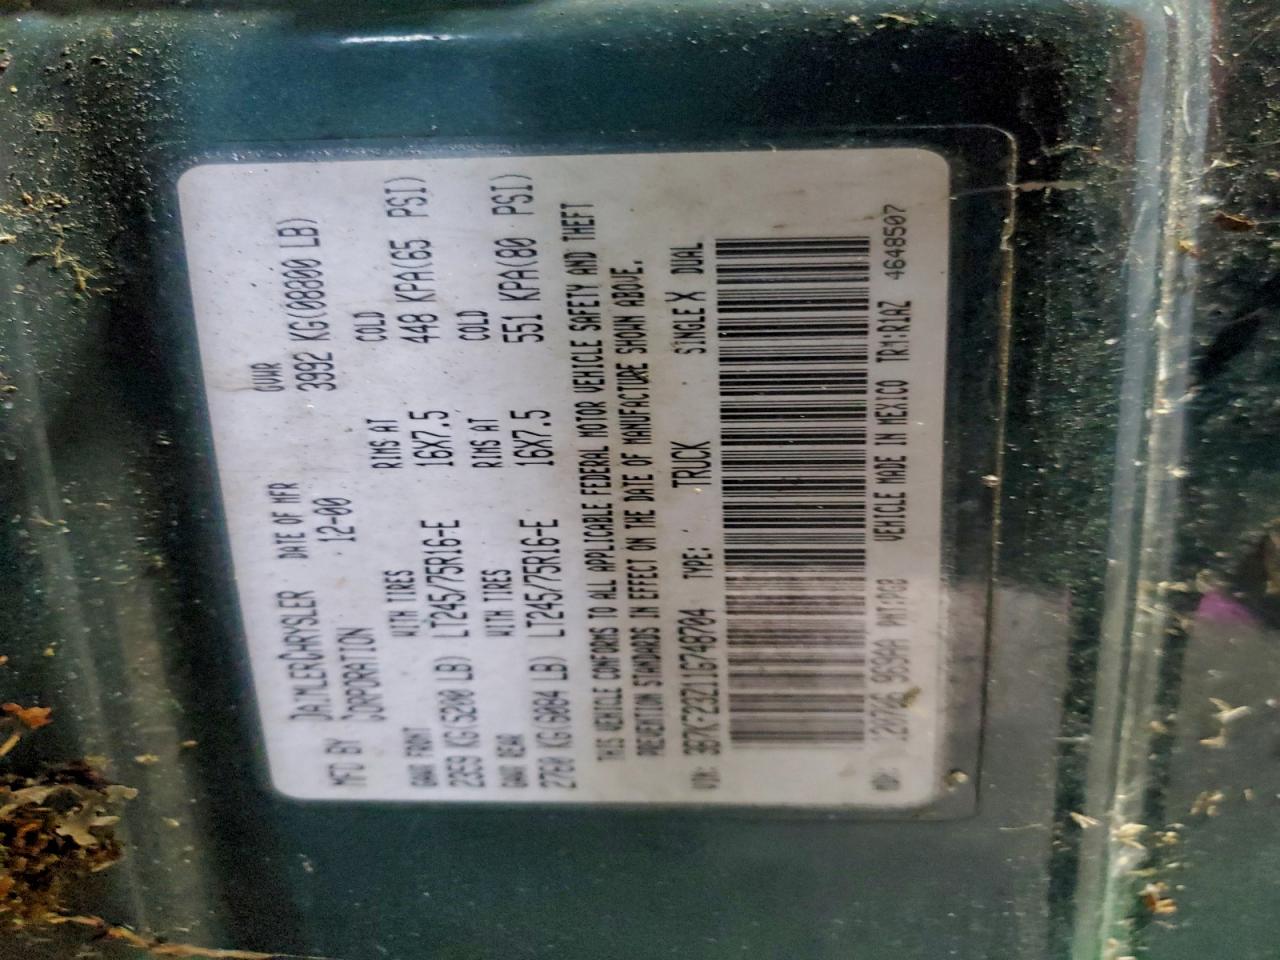 MFD BY DAIMLERCHRYSLER CORPORATION DATE OF MFR 12-00 GVWR 3992 KG(08800 LB)
GAWR FRONT WITH TIRES RIMS AT COLD
2359 KG(5200 LB) LT245/75R16-E 16X7.5 448 KPA(65 PSI)
GAWR REAR WITH TIRES RIMS AT COLD
2760 KG(6084 LB) LT245/75R16-E 16X7.5 551 KPA(80 PSI)
THIS VEHICLE CONFORMS TO ALL APPLICABLE FEDERAL MOTOR VEHICLE SAFETY AND THEFT
PREVENTION STANDARDS IN EFFECT ON THE DATE OF MANUFACTURE SHOWN ABOVE.
VIN: 3B7KF23Z11G748704 TYPE: TRUCK SINGLE X DUAL
VEHICLE MADE IN MEXICO 4648507